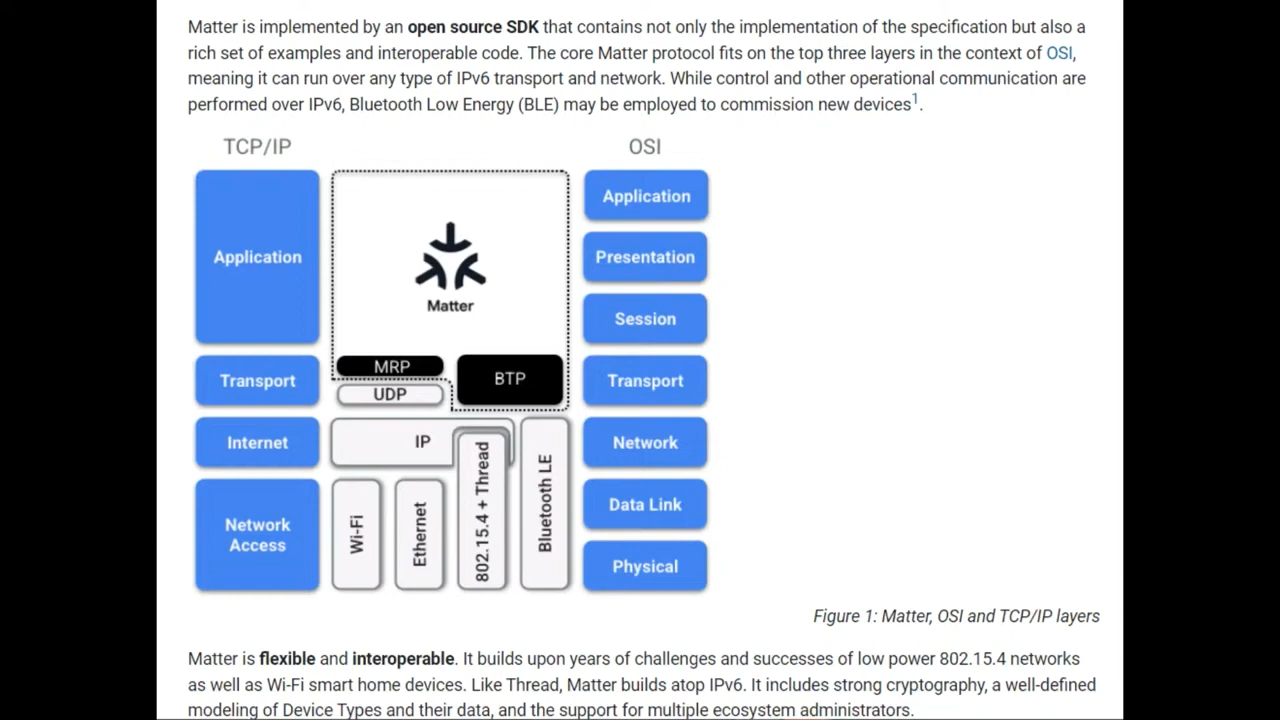 Matter is implemented by an open source SDK that contains not only the implementation of the specification but also a
rich set of examples and interoperable code. The core Matter protocol fits on the top three layers in the context of OSI,
meaning it can run over any type of IPv6 transport and network. While control and other operational communication are
performed over IPv6, Bluetooth Low Energy (BLE) may be employed to commission new devices1.
TCP/IP
OSI
Application
Matter
Application
Presentation
Session
Transport
MRP
UDP
BTP
Transport
Internet
IP
Network
Network
Access
Wi-Fi
Ethernet
802.15.4 + Thread
Bluetooth LE
Data Link
Physical
Figure 1: Matter, OSI and TCP/IP layers
Matter is flexible and interoperable. It builds upon years of challenges and successes of low power 802.15.4 networks
as well as Wi-Fi smart home devices. Like Thread, Matter builds atop IPv6. It includes strong cryptography, a well-defined
modeling of Device Types and their data, and the support for multiple ecosystem administrators.